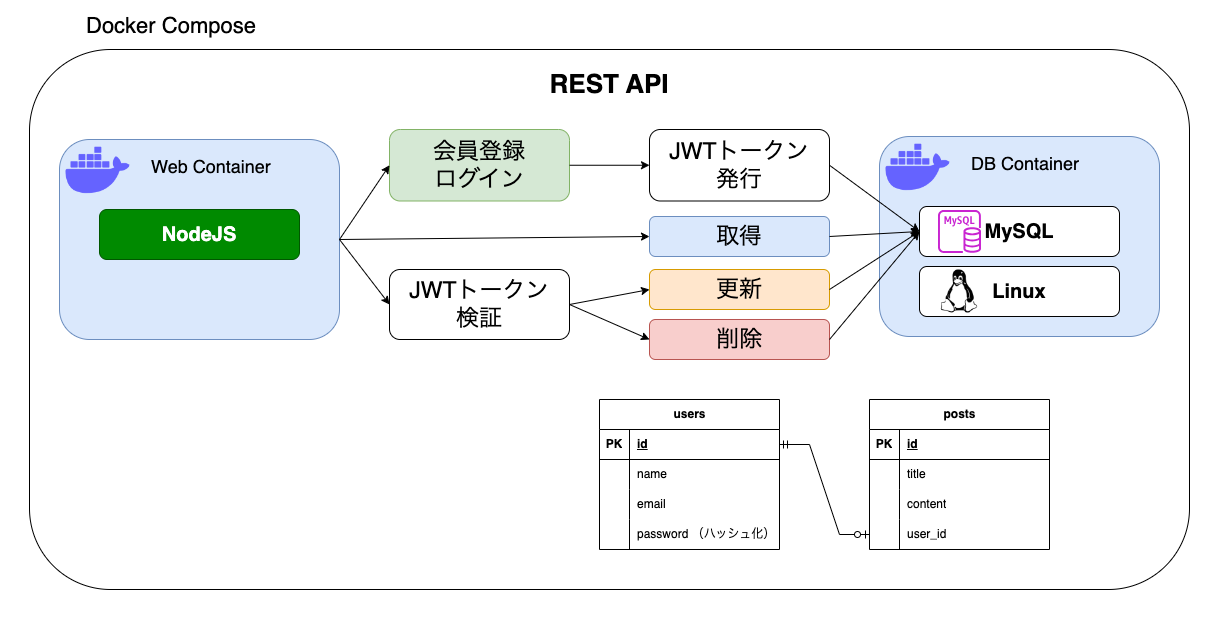 Docker Compose
REST API
Web Container
NodeJS
会員登録
ログイン
JWTトークン
発行
取得
JWTトークン
検証
更新
削除
DB Container
MySQL
MySQL
Linux
users
PK id
name
email
password （ハッシュ化）
posts
PK id
title
content
user_id